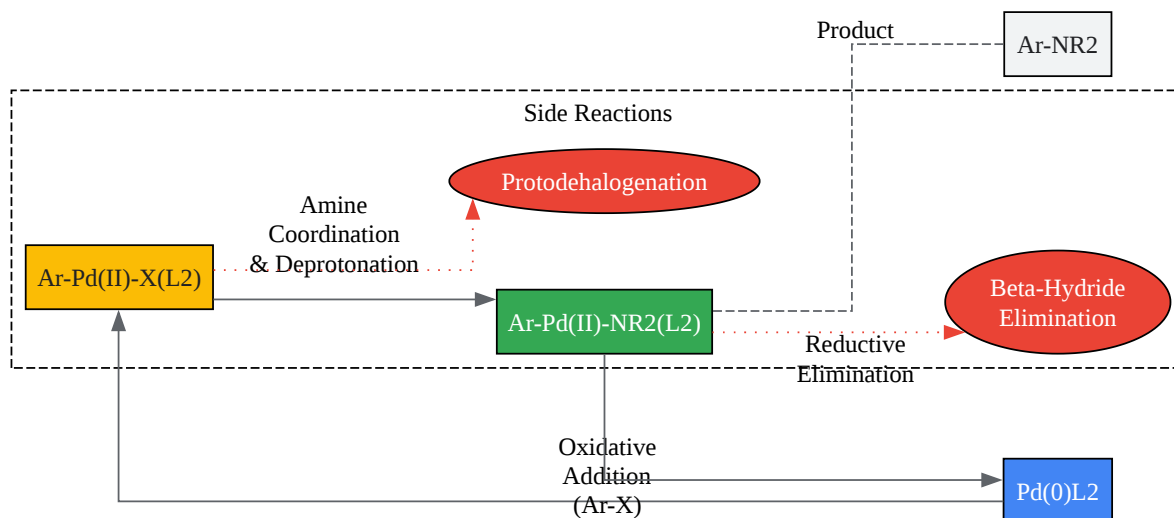 Product
Ar-NR2
Side Reactions
Protodehalogenation
Amine
Coordination
& Deprotonation
Ar-Pd(II)-X(L2)
Beta-Hydride
Elimination
Ar-Pd(II)-NR2(L2)
Reductive
Elimination
Oxidative
Addition
(Ar-X)
Pd(0)L2